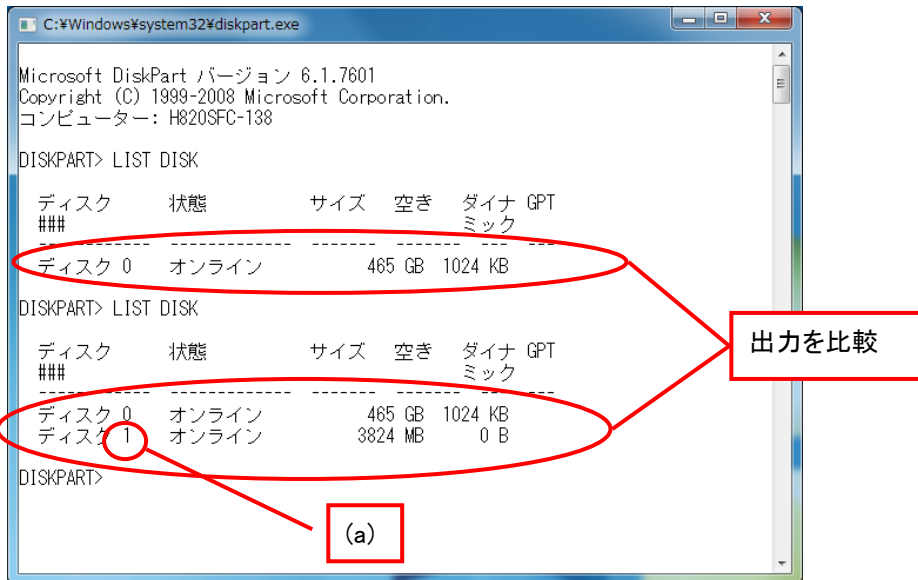 C:¥Windows¥system32¥diskpart.exe
Microsoft DiskPart バージョン 6.1.7601
Copyright (C) 1999-2008 Microsoft Corporation.
コンピューター: H820SFC-138
DISKPART> LIST DISK
ディスク 状態 サイズ 空き ダイナ GPT
### ミック
------------ ------------- ------- ------- --- ---
ディスク 0 オンライン 465 GB 1024 KB
DISKPART> LIST DISK
出力を比較
ディスク 状態 サイズ 空き ダイナ GPT
### ミック
------------ ------------- ------- ------- --- ---
ディスク 0 オンライン 465 GB 1024 KB
ディスク 1 オンライン 3824 MB 0 B
DISKPART>
(a)